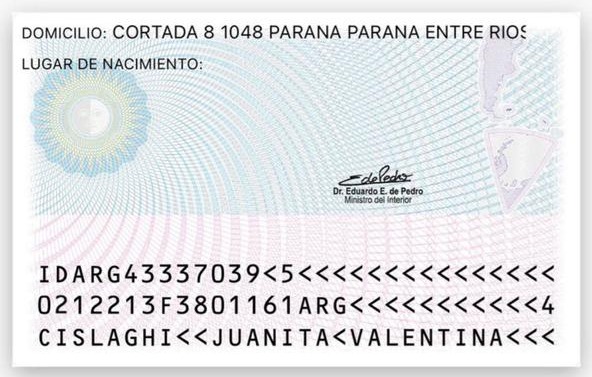 DOMICILIO: CORTADA 8 1048 PARANA PARANA ENTRE RIOS
LUGAR DE NACIMIENTO:
EdePedro
Dr. Eduardo E. de Pedro
Ministro del Interior
IDARG43337039<5<<<<<<<<<<<<<<<
0212213F3801161ARG<<<<<<<<<<<4
CISLAGHI<<JUANITA<VALENTINA<<<